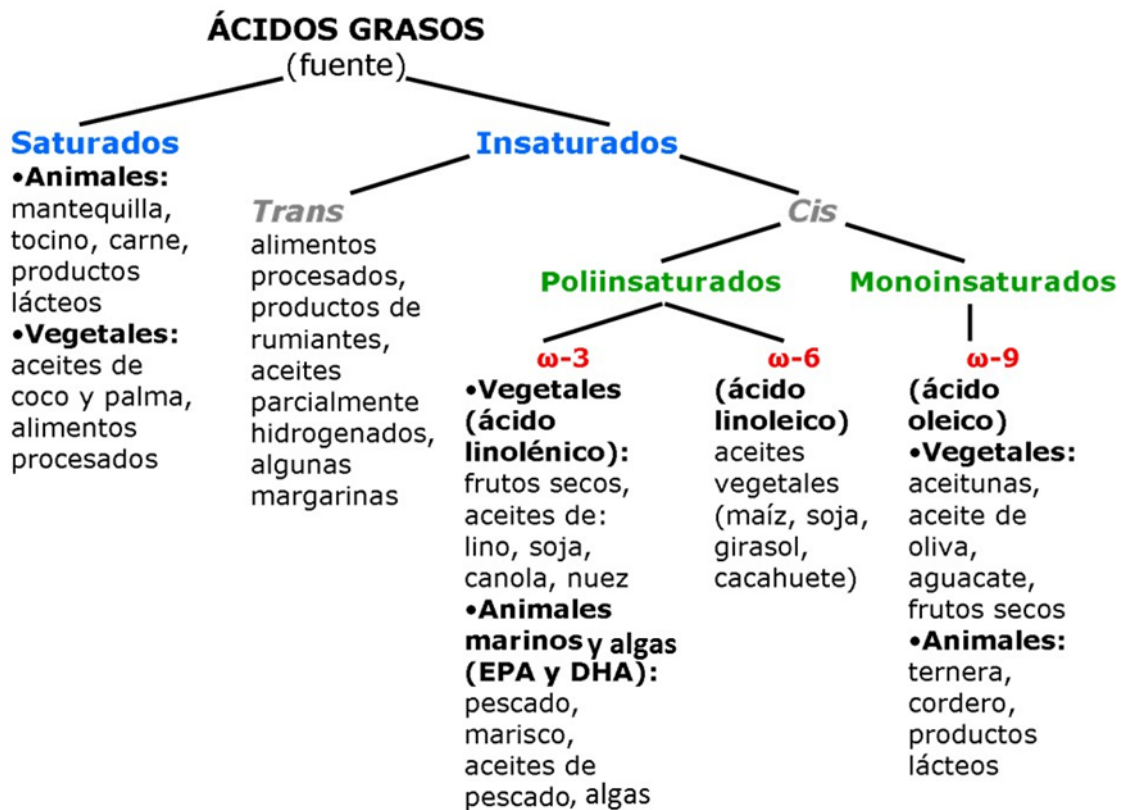 ÁCIDOS GRASOS
(fuente)
Saturados
•Animales:
mantequilla,
tocino, carne,
productos
lácteos
•Vegetales:
aceites de
coco y palma,
alimentos
procesados
Insaturados
Trans
alimentos
procesados,
productos de
rumiantes,
aceites
parcialmente
hidrogenados,
algunas
margarinas
Cis
Poliinsaturados
ω-3
•Vegetales
(ácido
linolénico):
frutos secos,
aceites de:
lino, soja,
canola, nuez
•Animales
marinos y algas
(EPA y DHA):
pescado,
marisco,
aceites de
pescado, algas
ω-6
(ácido
linoleico)
aceites
vegetales
(maíz, soja,
girasol,
cacahuete)
Monoinsaturados
ω-9
(ácido
oleico)
•Vegetales:
aceitunas,
aceite de
oliva,
aguacate,
frutos secos
•Animales:
ternera,
cordero,
productos
lácteos